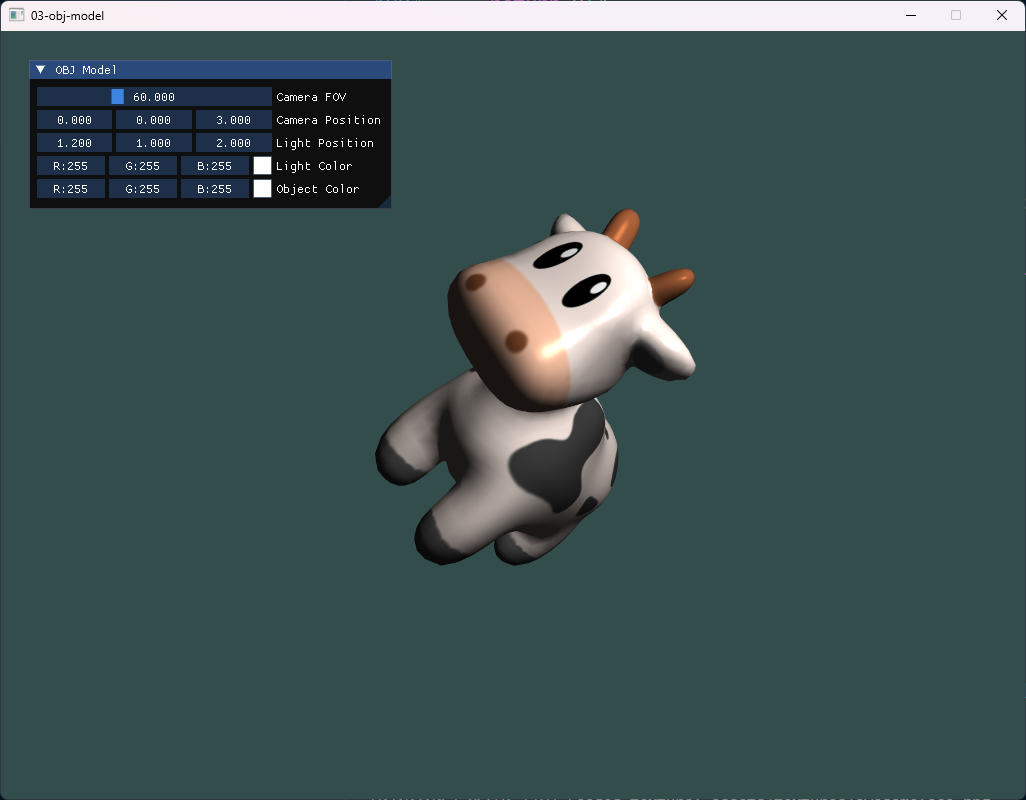 03-obj-model
OBJ Model
60.000 Camera FOV
0.000 0.000 3.000 Camera Position
1.200 1.000 2.000 Light Position
R:255 G:255 B:255 Light Color
R:255 G:255 B:255 Object Color